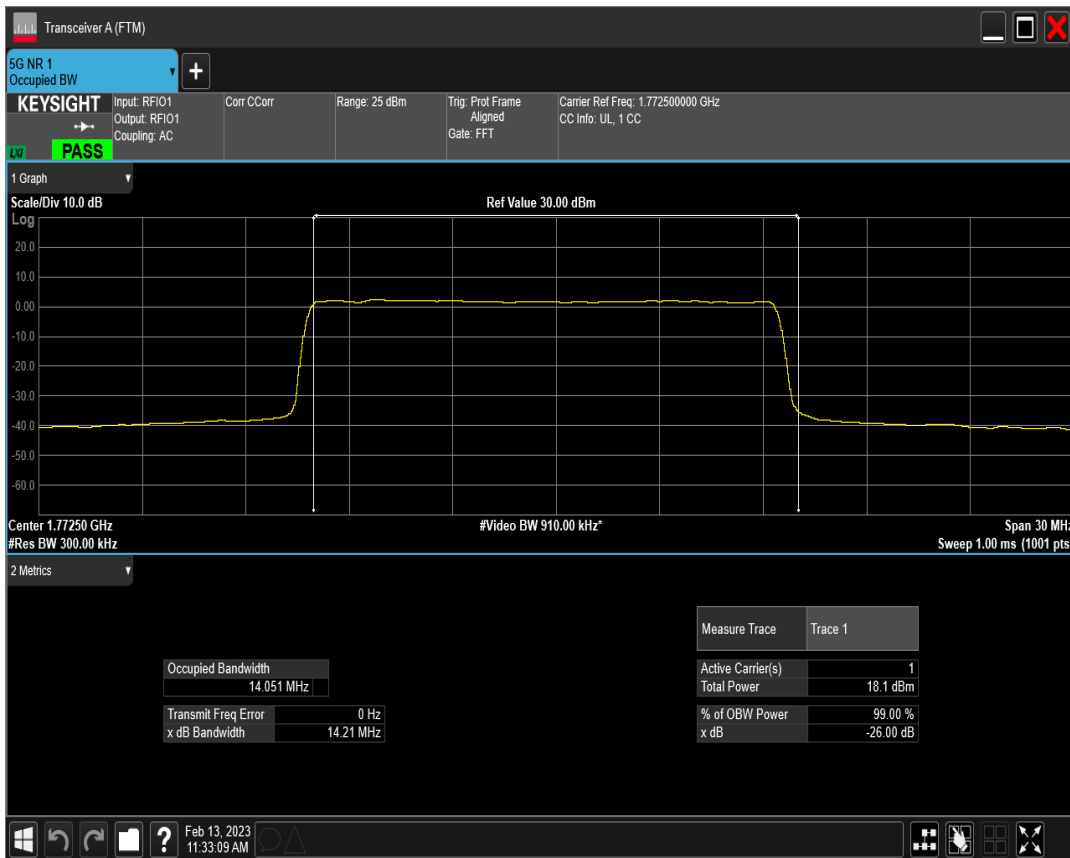 Transceiver A (FTM)
5G NR 1
Occupied BW
+
KEYSIGHT
LXI
PASS
Input: RFIO1
Output: RFIO1
Coupling: AC
Corr CCorr
Range: 25 dBm
Trig: Prot Frame
Aligned
Gate: FFT
Carrier Ref Freq: 1.772500000 GHz
CC Info: UL, 1 CC
1 Graph
Scale/Div 10.0 dB
Ref Value 30.00 dBm
Log
20.0
10.0
0.00
-10.0
-20.0
-30.0
-40.0
-50.0
-60.0
Center 1.77250 GHz
#Video BW 910.00 kHz*
Span 30 MHz
#Res BW 300.00 kHz
Sweep 1.00 ms (1001 pts
2 Metrics
Measure Trace Trace 1
Occupied Bandwidth
14.051 MHz
Active Carrier(s) 1
Total Power 18.1 dBm
Transmit Freq Error 0 Hz
x dB Bandwidth 14.21 MHz
% of OBW Power 99.00 %
x dB -26.00 dB
?
Feb 13, 2023
11:33:09 AM